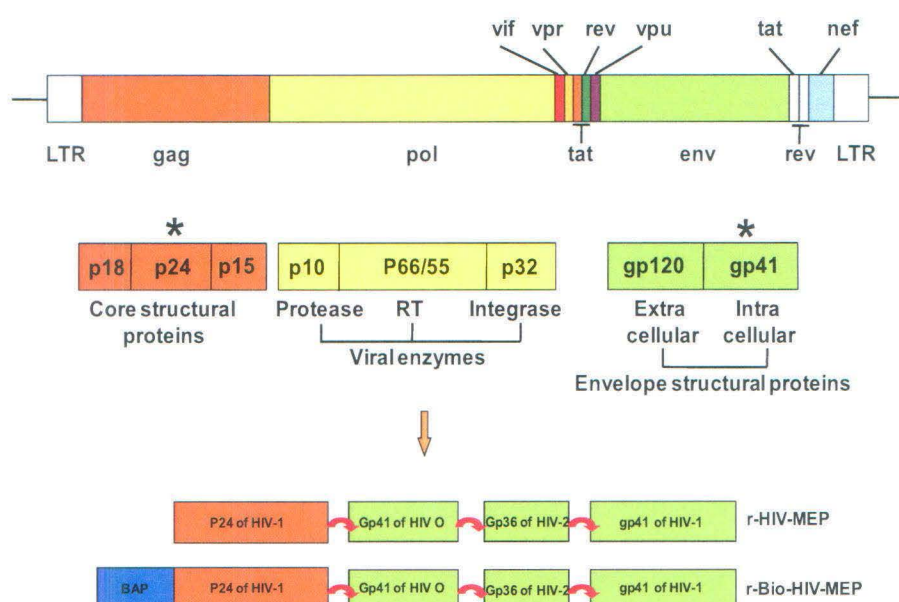 vif vpr rev vpu tat nef
LTR gag pol tat env rev LTR
* *
p18 p24 p15 p10 P66/55 p32 gp120 gp41
Core structural proteins
Protease RT Integrase
Viral enzymes
Extra cellular Intra cellular
Envelope structural proteins
P24 of HIV-1 Gp41 of HIV O Gp36 of HIV-2 gp41 of HIV-1 r-HIV-MEP
BAP P24 of HIV-1 Gp41 of HIV O Gp36 of HIV-2 gp41 of HIV-1 r-Bio-HIV-MEP